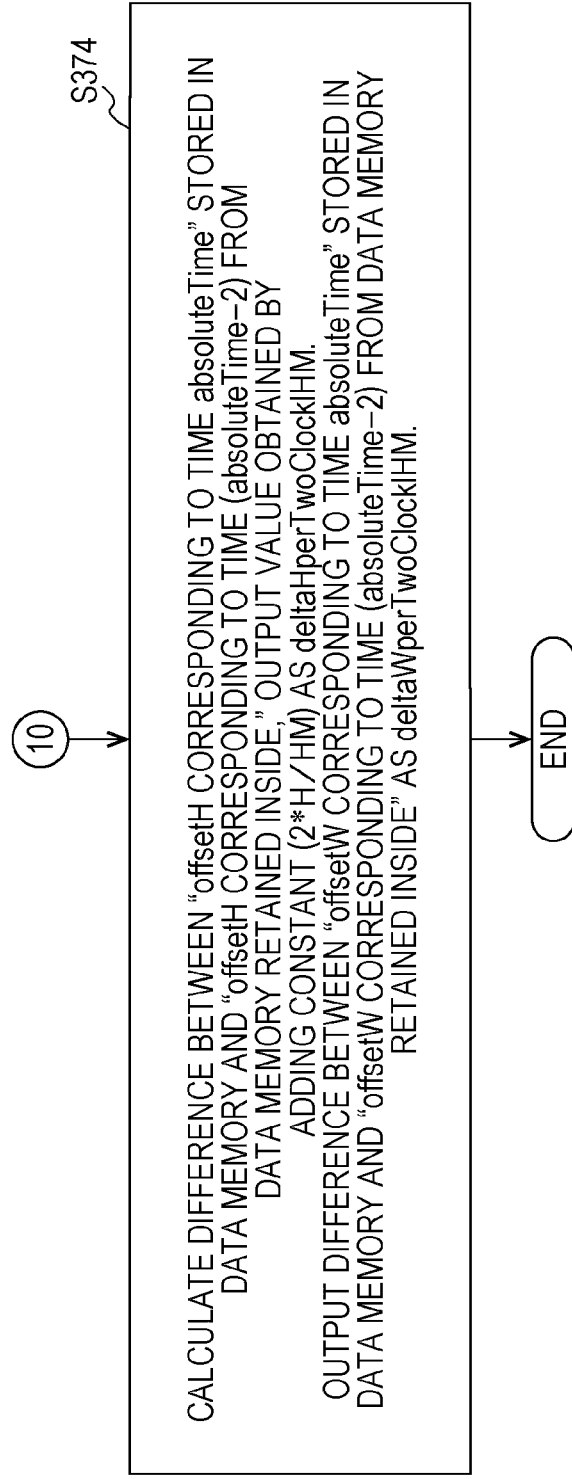 10
S374
CALCULATE DIFFERENCE BETWEEN “offsetH CORRESPONDING TO TIME absoluteTime” STORED IN
DATA MEMORY AND “offsetH CORRESPONDING TO TIME (absoluteTime−2) FROM
DATA MEMORY RETAINED INSIDE,” OUTPUT VALUE OBTAINED BY
ADDING CONSTANT (2*H/HM) AS deltaHperTwoClockIHM.
OUTPUT DIFFERENCE BETWEEN “offsetW CORRESPONDING TO TIME absoluteTime” STORED IN
DATA MEMORY AND “offsetW CORRESPONDING TO TIME (absoluteTime−2) FROM DATA MEMORY
RETAINED INSIDE” AS deltaWperTwoClockIHM.
END